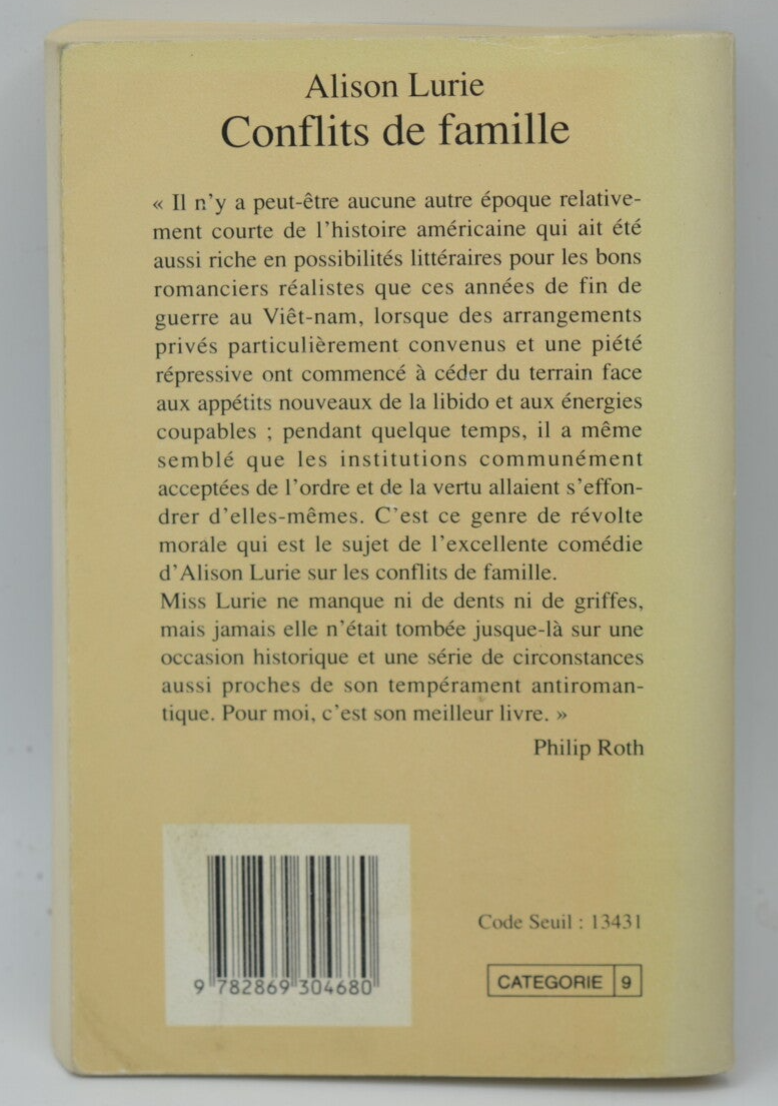 Alison Lurie
Conflits de famille
« Il n'y a peut-être aucune autre époque relative-
ment courte de l'histoire américaine qui ait été
aussi riche en possibilités littéraires pour les bons
romanciers réalistes que ces années de fin de
guerre au Viêt-nam, lorsque des arrangements
privés particulièrement convenus et une piété
répressive ont commencé à céder du terrain face
aux appétits nouveaux de la libido et aux énergies
coupables ; pendant quelque temps, il a même
semblé que les institutions communément
acceptées de l'ordre et de la vertu allaient s'effon-
drer d'elles-mêmes. C'est ce genre de révolte
morale qui est le sujet de l'excellente comédie
d'Alison Lurie sur les conflits de famille.
Miss Lurie ne manque ni de dents ni de griffes,
mais jamais elle n'était tombée jusque-là sur une
occasion historique et une série de circonstances
aussi proches de son tempérament antiroman-
tique. Pour moi, c'est son meilleur livre. »
Philip Roth
Code Seuil : 13431
CATEGORIE 9
9 782869 304680